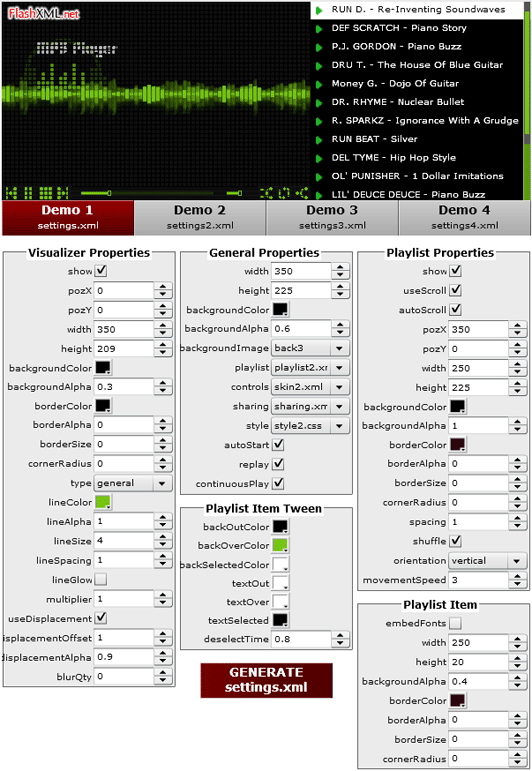 FlashXML.net
MP3 Player
RUN D. - Re-Inventing Soundwaves
DEF SCRATCH - Piano Story
P.J. GORDON - Piano Buzz
DRU T. - The House Of Blue Guitar
Money G. - Dojo Of Guitar
DR. RHYME - Nuclear Bullet
R. SPARKZ - Ignorance With A Grudge
RUN BEAT - Silver
DEL TYME - Hip Hop Style
OL' PUNISHER - 1 Dollar Imitations
LIL' DEUCE DEUCE - Piano Buzz
Demo 1
settings.xml
Demo 2
settings2.xml
Demo 3
settings3.xml
Demo 4
settings4.xml
Visualizer Properties
show
pozX 0
pozY 0
width 350
height 209
backgroundColor
backgroundAlpha 0.3
borderColor
borderAlpha 0
borderSize 0
cornerRadius 0
type general
lineColor
lineAlpha 1
lineSize 4
lineSpacing 1
lineGlow
multiplier 1
useDisplacement
displacementOffset 1
displacementAlpha 0.9
blurQty 0
General Properties
width 350
height 225
backgroundColor
backgroundAlpha 0.6
backgroundImage back3
playlist playlist2.xr
controls skin2.xml
sharing sharing.xm
style style2.css
autoStart
replay
continuousPlay
Playlist Item Tween
backOutColor
backOverColor
backSelectedColor
textOut
textOver
textSelected
deselectTime 0.8
GENERATE
settings.xml
Playlist Properties
show
useScroll
autoScroll
pozX 350
pozY 0
width 250
height 225
backgroundColor
backgroundAlpha 1
borderColor
borderAlpha 0
borderSize 0
cornerRadius 0
spacing 1
shuffle
orientation vertical
movementSpeed 3
Playlist Item
embedFonts
width 250
height 20
backgroundAlpha 0.4
borderColor
borderAlpha 0
borderSize 0
cornerRadius 0